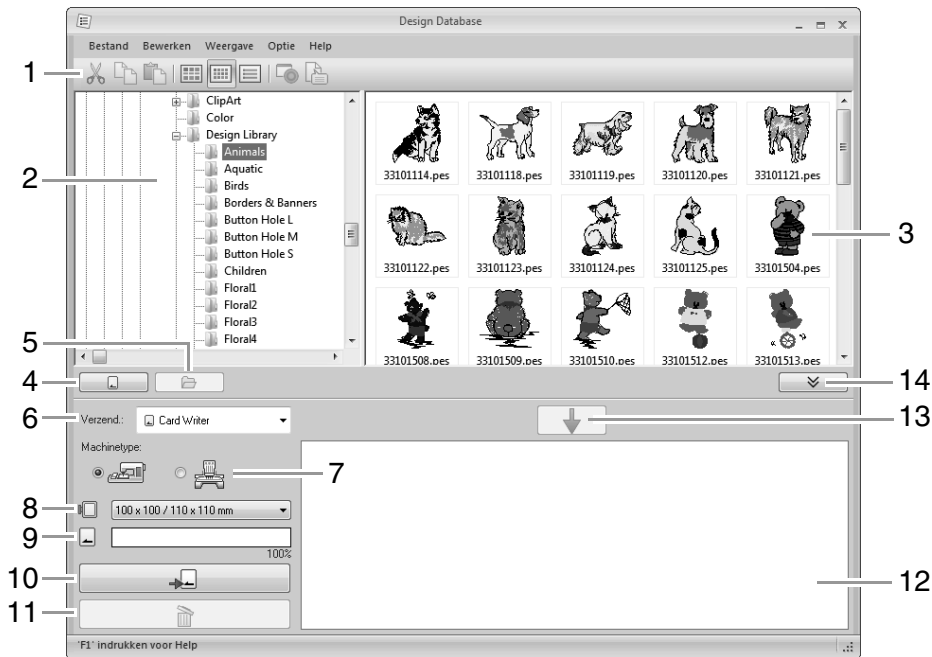 Design Database
Bestand Bewerken Weergave Optie Help
1
2
ClipArt
Color
Design Library
Animals
Aquatic
Birds
Borders & Banners
Button Hole L
Button Hole M
Button Hole S
Children
Floral1
Floral2
Floral3
Floral4
33101114.pes 33101118.pes 33101119.pes 33101120.pes 33101121.pes
33101122.pes 33101123.pes 33101124.pes 33101125.pes 33101504.pes
3
33101508.pes 33101509.pes 33101510.pes 33101512.pes 33101513.pes
5
4
14
6
Verzend.: Card Writer
13
Machinetype:
7
8
100 x 100 / 110 x 110 mm
9
100%
10
12
11
'F1' indrukken voor Help